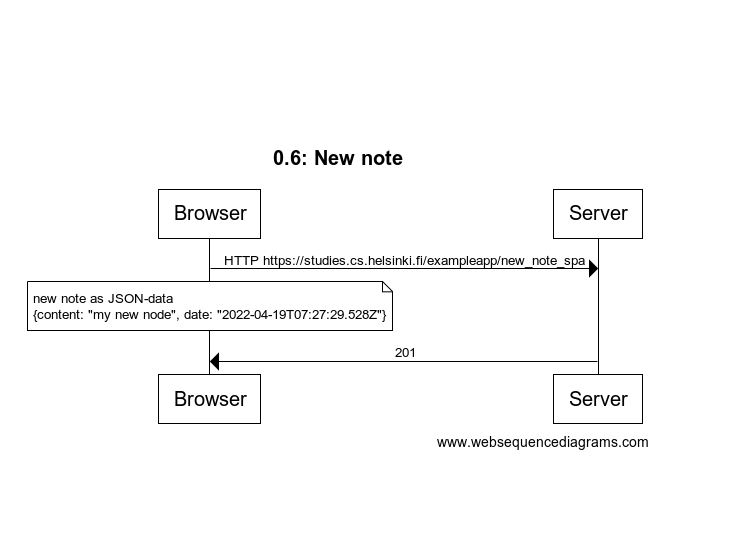 0.6: New note
Browser
Server
HTTP https://studies.cs.helsinki.fi/exampleapp/new_note_spa
new note as JSON-data
{content: "my new node", date: "2022-04-19T07:27:29.528Z"}
201
Browser
Server
www.websequencediagrams.com